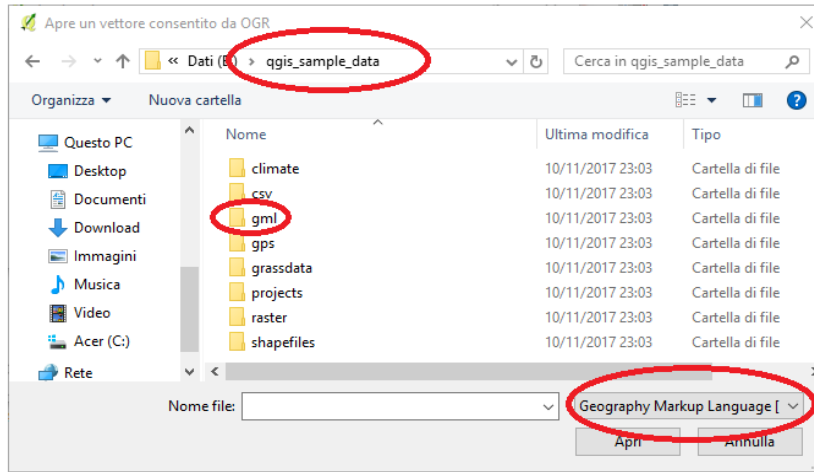 Apre un vettore consentito da OGR
« Dati (E:) › qgis_sample_data
Cerca in qgis_sample_data
Organizza
Nuova cartella
Nome Ultima modifica Tipo
Questo PC
Desktop
Documenti
Download
Immagini
Musica
Video
Acer (C:)
Rete
climate 10/11/2017 23:03 Cartella di file
csv 10/11/2017 23:03 Cartella di file
gml 10/11/2017 23:03 Cartella di file
gps 10/11/2017 23:03 Cartella di file
grassdata 10/11/2017 23:03 Cartella di file
projects 10/11/2017 23:03 Cartella di file
raster 10/11/2017 23:03 Cartella di file
shapefiles 10/11/2017 23:03 Cartella di file
Nome file:
Geography Markup Language [
Apri Annulla